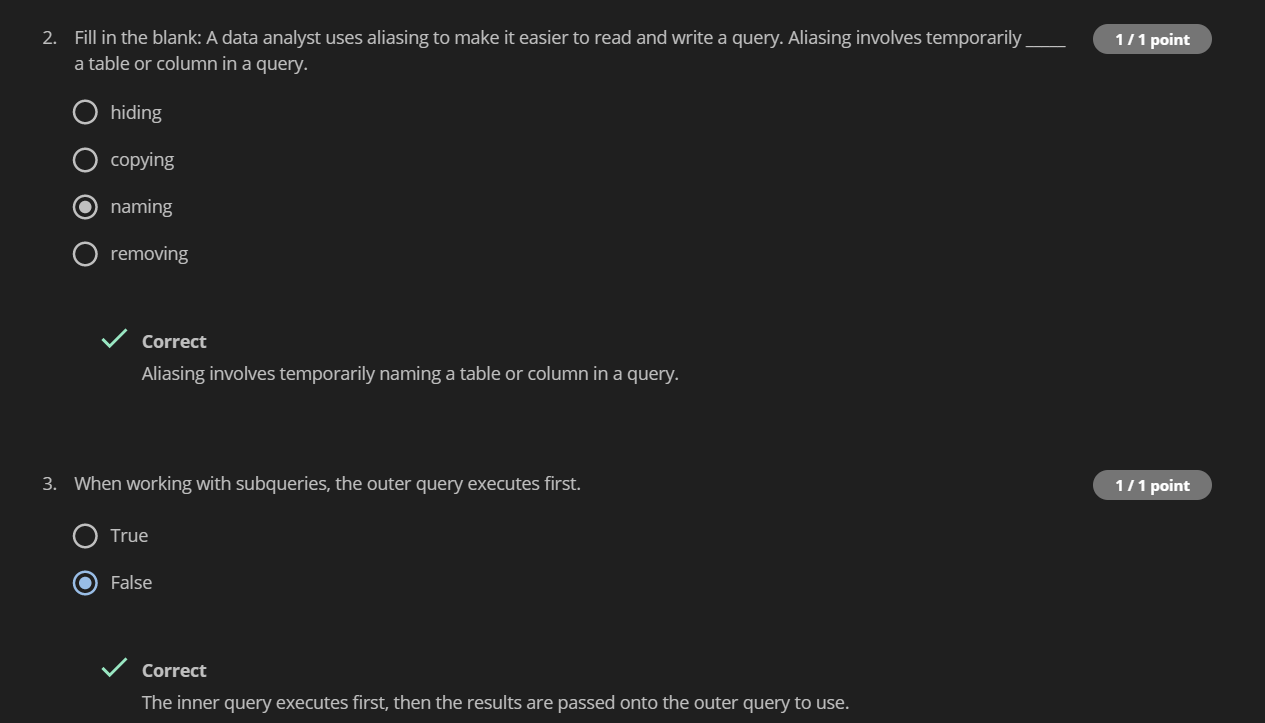 2. Fill in the blank: A data analyst uses aliasing to make it easier to read and write a query. Aliasing involves temporarily _____
a table or column in a query.
1 / 1 point
hiding
copying
naming
removing
Correct
Aliasing involves temporarily naming a table or column in a query.
3. When working with subqueries, the outer query executes first.
1 / 1 point
True
False
Correct
The inner query executes first, then the results are passed onto the outer query to use.